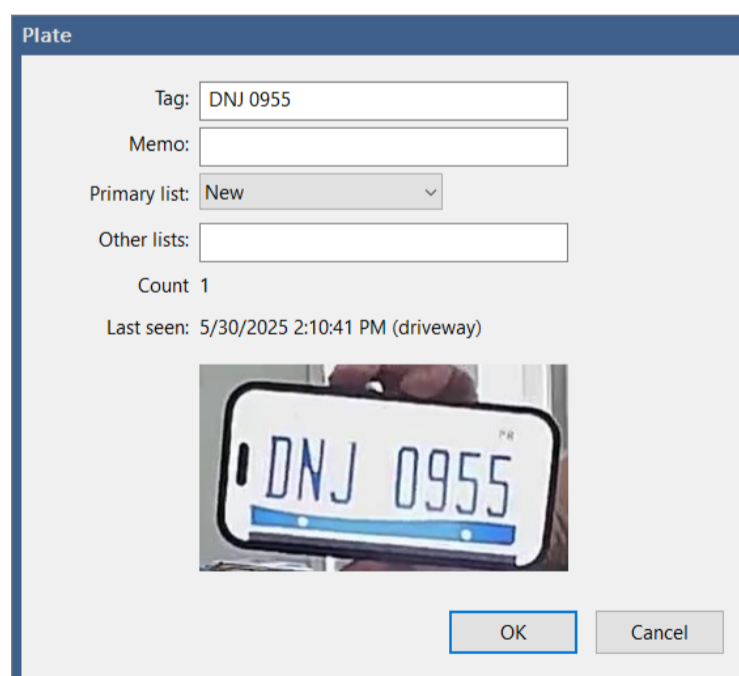 Plate
Tag: DNJ 0955
Memo:
Primary list: New
Other lists:
Count 1
Last seen: 5/30/2025 2:10:41 PM (driveway)
PA
DNJ 0955
OK Cancel